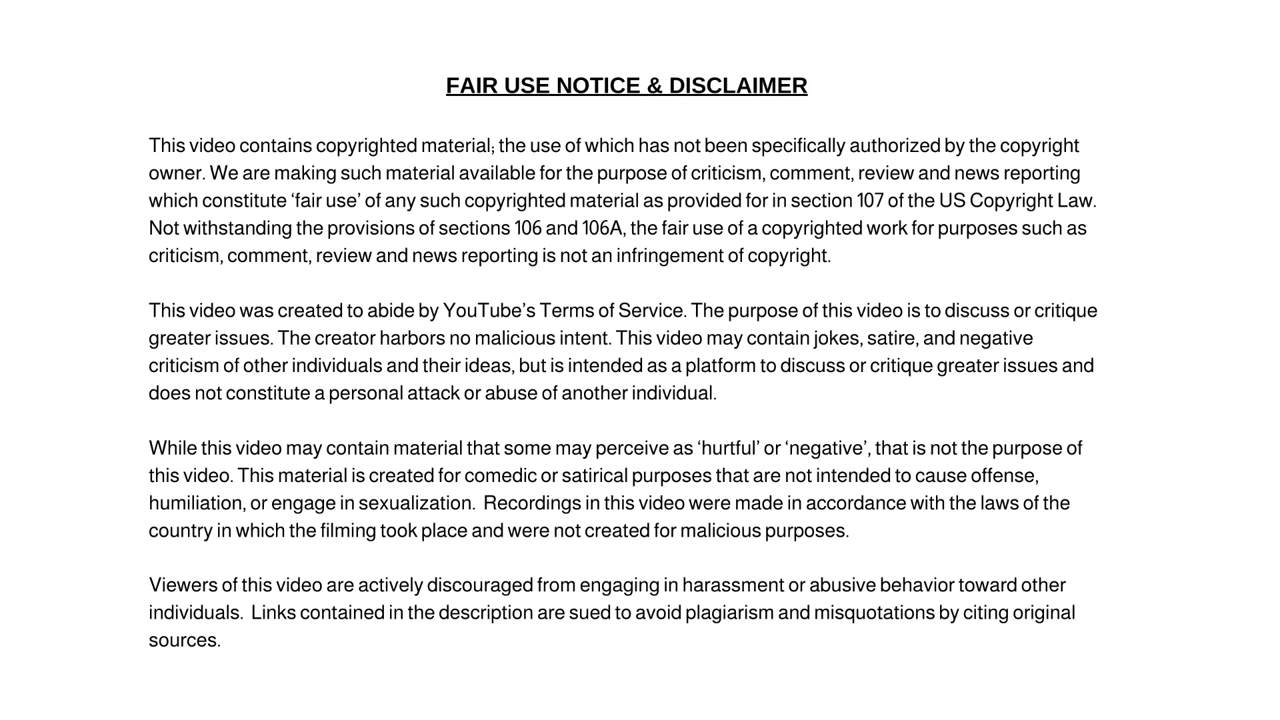 FAIR USE NOTICE & DISCLAIMER
This video contains copyrighted material; the use of which has not been specifically authorized by the copyright
owner. We are making such material available for the purpose of criticism, comment, review and news reporting
which constitute ‘fair use’ of any such copyrighted material as provided for in section 107 of the US Copyright Law.
Not withstanding the provisions of sections 106 and 106A, the fair use of a copyrighted work for purposes such as
criticism, comment, review and news reporting is not an infringement of copyright.
This video was created to abide by YouTube’s Terms of Service. The purpose of this video is to discuss or critique
greater issues. The creator harbors no malicious intent. This video may contain jokes, satire, and negative
criticism of other individuals and their ideas, but is intended as a platform to discuss or critique greater issues and
does not constitute a personal attack or abuse of another individual.
While this video may contain material that some may perceive as ‘hurtful’ or ‘negative’, that is not the purpose of
this video. This material is created for comedic or satirical purposes that are not intended to cause offense,
humiliation, or engage in sexualization.  Recordings in this video were made in accordance with the laws of the
country in which the filming took place and were not created for malicious purposes.
Viewers of this video are actively discouraged from engaging in harassment or abusive behavior toward other
individuals.  Links contained in the description are sued to avoid plagiarism and misquotations by citing original
sources.